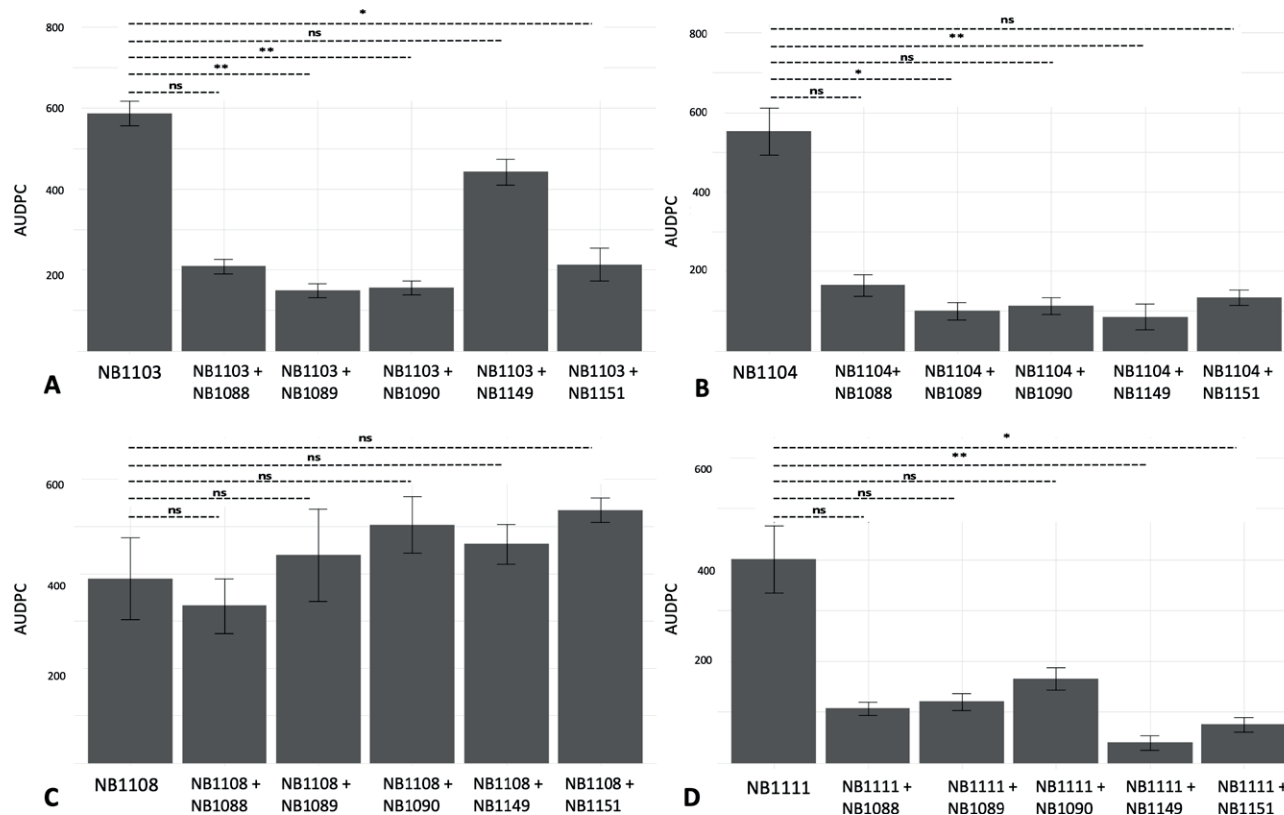 *
ns
**
**
ns
800
600
400
200
AUDPC
NB1103
NB1103 +
NB1088
NB1103 +
NB1089
NB1103 +
NB1090
NB1103 +
NB1149
NB1103 +
NB1151
A
ns
**
ns
*
ns
800
600
400
200
AUDPC
NB1104
NB1104+
NB1088
NB1104 +
NB1089
NB1104 +
NB1090
NB1104 +
NB1149
NB1104 +
NB1151
B
ns
ns
ns
ns
ns
600
400
200
AUDPC
NB1108
NB1108 +
NB1088
NB1108 +
NB1089
NB1108 +
NB1090
NB1108 +
NB1149
NB1108 +
NB1151
C
*
**
ns
ns
ns
600
400
200
AUDPC
NB1111
NB1111 +
NB1088
NB1111 +
NB1089
NB1111 +
NB1090
NB1111 +
NB1149
NB1111 +
NB1151
D